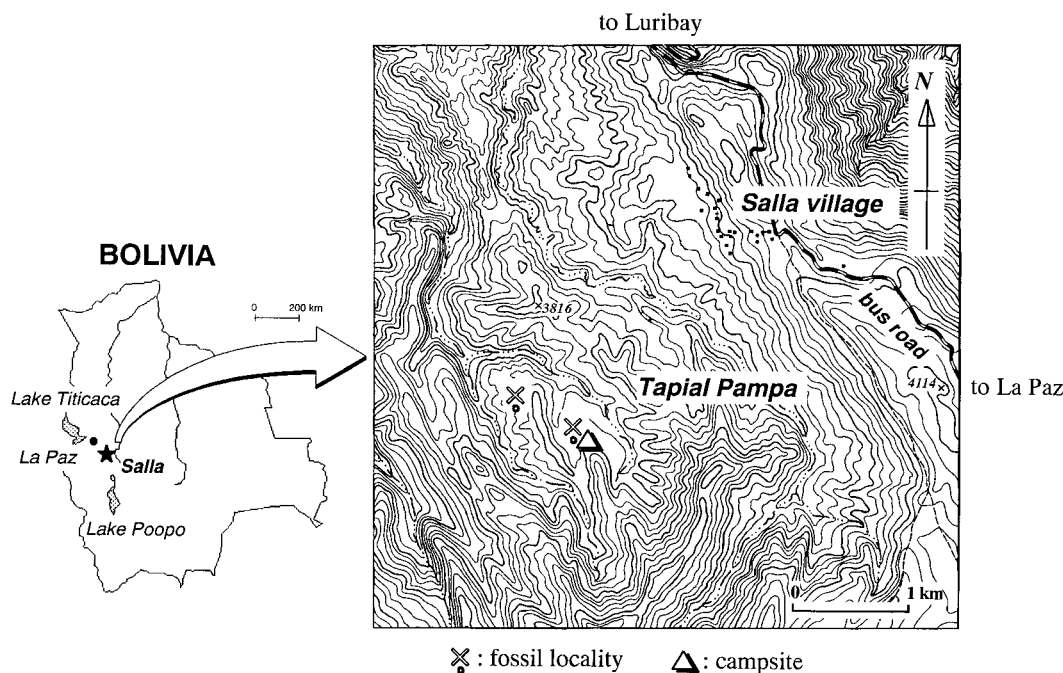 to Luribay
N
Salla village
BOLIVIA
0 200 km
3816
bus road
Lake Titicaca
Tapial Pampa
4114
to La Paz
La Paz
Salla
Lake Poopo
0 1 km
: fossil locality : campsite